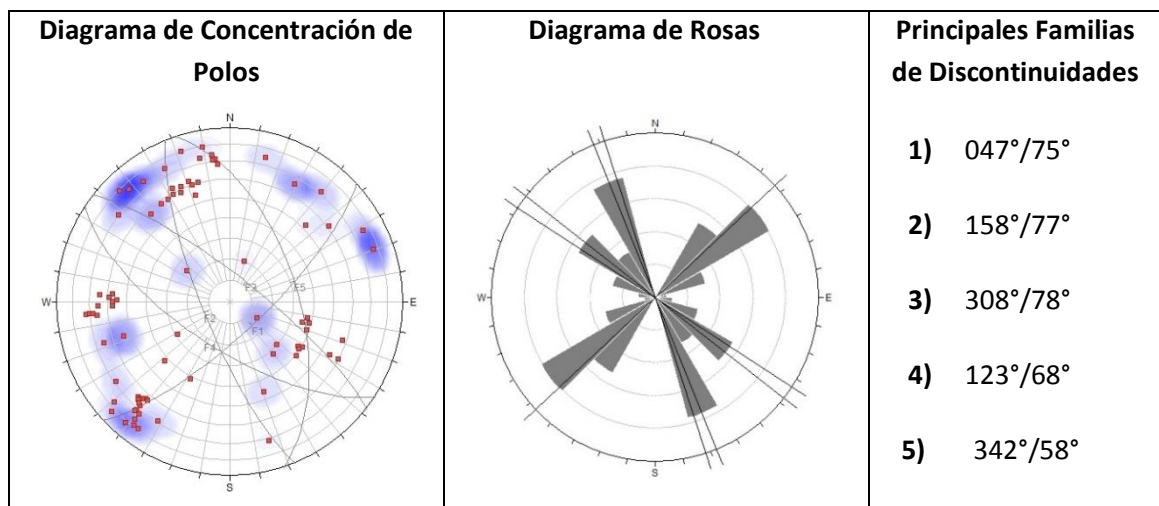 Diagrama de Concentración de
Polos
N
W
E
S
F3
F5
F2
F1
F4
Diagrama de Rosas
N
W
E
S
Principales Familias
de Discontinuidades
1) 047°/75°
2) 158°/77°
3) 308°/78°
4) 123°/68°
5) 342°/58°